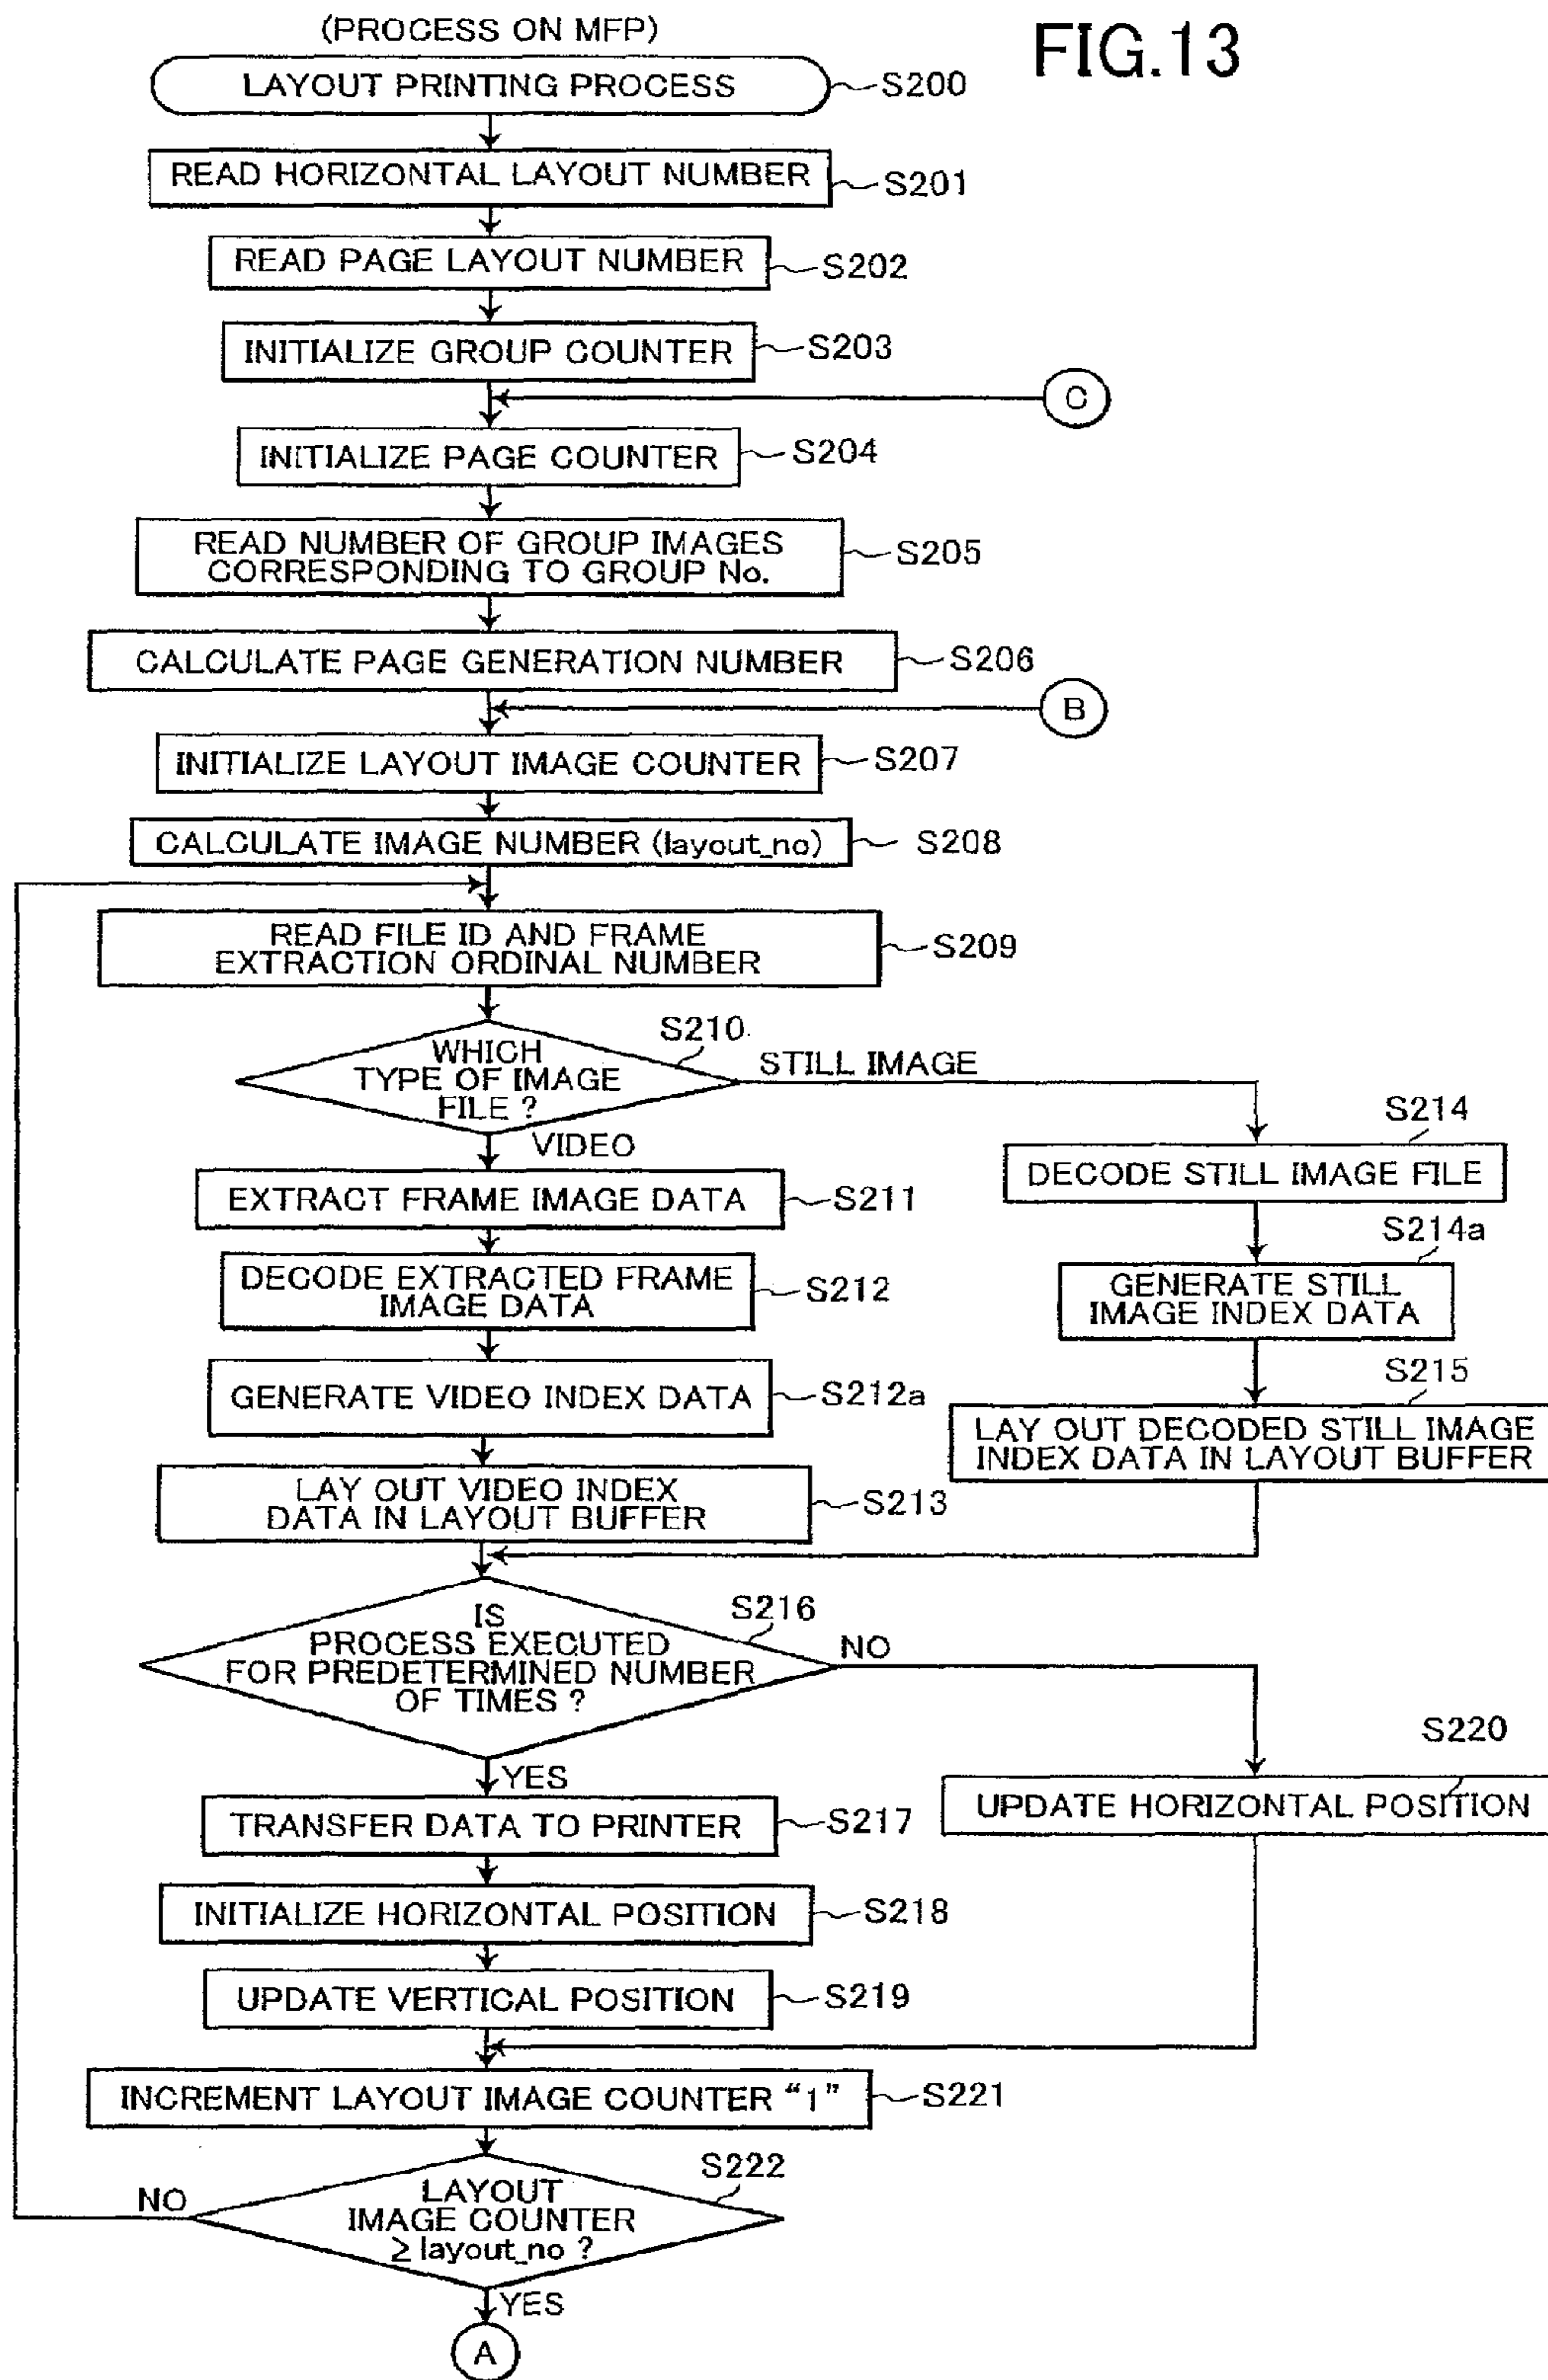 (PROCESS ON MFP)
FIG.13
LAYOUT PRINTING PROCESS
S200
READ HORIZONTAL LAYOUT NUMBER
S201
READ PAGE LAYOUT NUMBER
S202
INITIALIZE GROUP COUNTER
S203
C
INITIALIZE PAGE COUNTER
S204
READ NUMBER OF GROUP IMAGES
CORRESPONDING TO GROUP No.
S205
CALCULATE PAGE GENERATION NUMBER
S206
B
INITIALIZE LAYOUT IMAGE COUNTER
S207
CALCULATE IMAGE NUMBER (layout_no)
S208
READ FILE ID AND FRAME
EXTRACTION ORDINAL NUMBER
S209
S210
WHICH
TYPE OF IMAGE
FILE ?
STILL IMAGE
VIDEO
EXTRACT FRAME IMAGE DATA
S211
DECODE EXTRACTED FRAME
IMAGE DATA
S212
GENERATE VIDEO INDEX DATA
S212a
LAY OUT VIDEO INDEX
DATA IN LAYOUT BUFFER
S213
S214
DECODE STILL IMAGE FILE
S214a
GENERATE STILL
IMAGE INDEX DATA
S215
LAY OUT DECODED STILL IMAGE
INDEX DATA IN LAYOUT BUFFER
S216
IS
PROCESS EXECUTED
FOR PREDETERMINED NUMBER
OF TIMES ?
NO
YES
TRANSFER DATA TO PRINTER
S217
INITIALIZE HORIZONTAL POSITION
S218
UPDATE VERTICAL POSITION
S219
S220
UPDATE HORIZONTAL POSITION
INCREMENT LAYOUT IMAGE COUNTER “1”
S221
S222
LAYOUT
IMAGE COUNTER
≥ layout_no ?
NO
YES
A